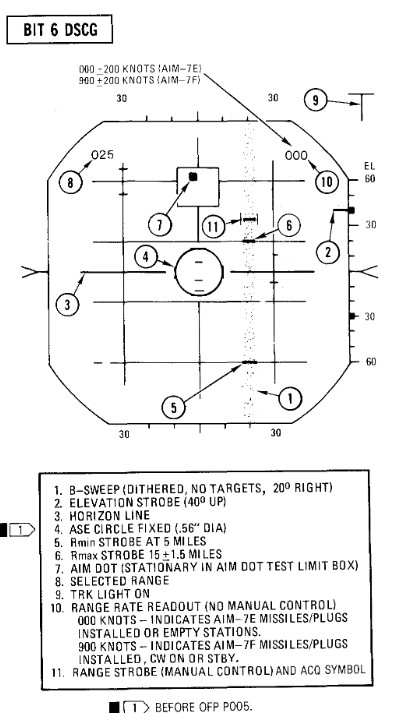 BIT 6 DSCG
000 ±200 KNOTS (AIM-7E)
900 ±200 KNOTS (AIM-7F)
30
30
9
025
000
EL
60
8
10
7
11
6
30
2
4
3
30
5
1
60
30
30
1. B-SWEEP (DITHERED, NO TARGETS, 20º RIGHT)
2. ELEVATION STROBE (40º UP)
3. HORIZON LINE
1
4. ASE CIRCLE FIXED (.56" DIA)
5. Rmin STROBE AT 5 MILES
6. Rmax STROBE 15 ±1.5 MILES
7. AIM DOT (STATIONARY IN AIM DOT TEST LIMIT BOX)
8. SELECTED RANGE
9. TRK LIGHT ON
10. RANGE RATE READOUT (NO MANUAL CONTROL)
000 KNOTS - INDICATES AIM-7E MISSILES/PLUGS
INSTALLED OR EMPTY STATIONS.
900 KNOTS - INDICATES AIM-7F MISSILES/PLUGS
INSTALLED, CW ON OR STBY.
11. RANGE STROBE (MANUAL CONTROL) AND ACQ SYMBOL
1 BEFORE OFP P005.